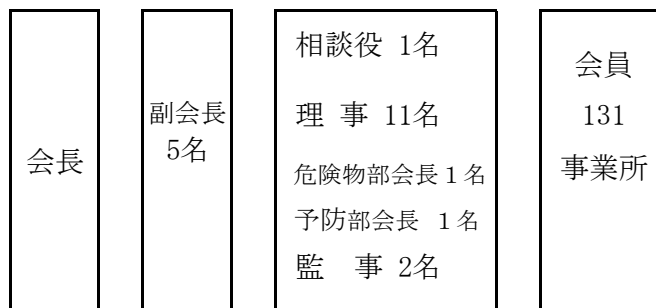 会長
副会長
5名
相談役 1名
理 事 11名
危険物部会長１名
予防部会長 １名
監 事 2名
会員
131
事業所